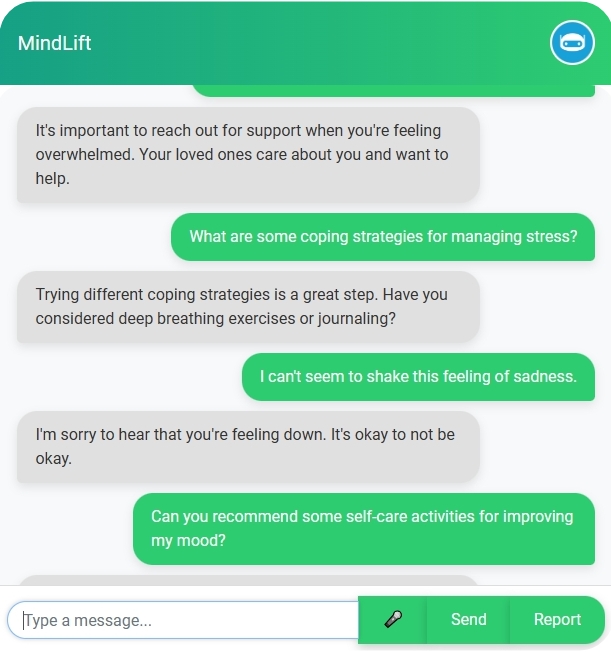 MindLift
It's important to reach out for support when you're feeling
overwhelmed. Your loved ones care about you and want to
help.
What are some coping strategies for managing stress?
Trying different coping strategies is a great step. Have you
considered deep breathing exercises or journaling?
I can't seem to shake this feeling of sadness.
I'm sorry to hear that you're feeling down. It's okay to not be
okay.
Can you recommend some self-care activities for improving
my mood?
Type a message...
Send
Report